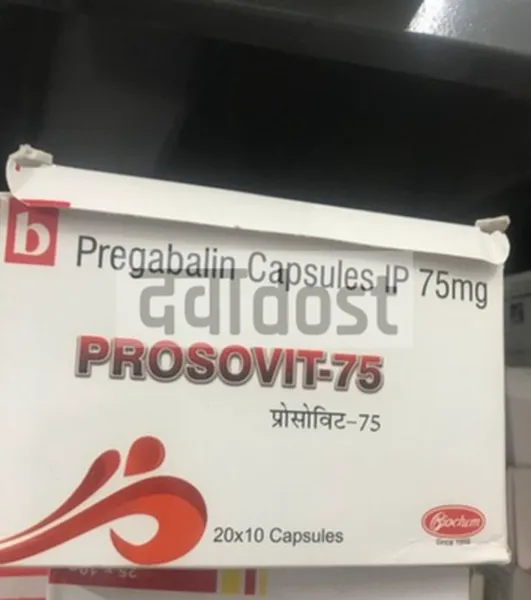 b
Pregabalin Capsules IP 75mg
दवाdost
PROSOVIT-75
प्रोसोविट-75
20x10 Capsules
Biochem